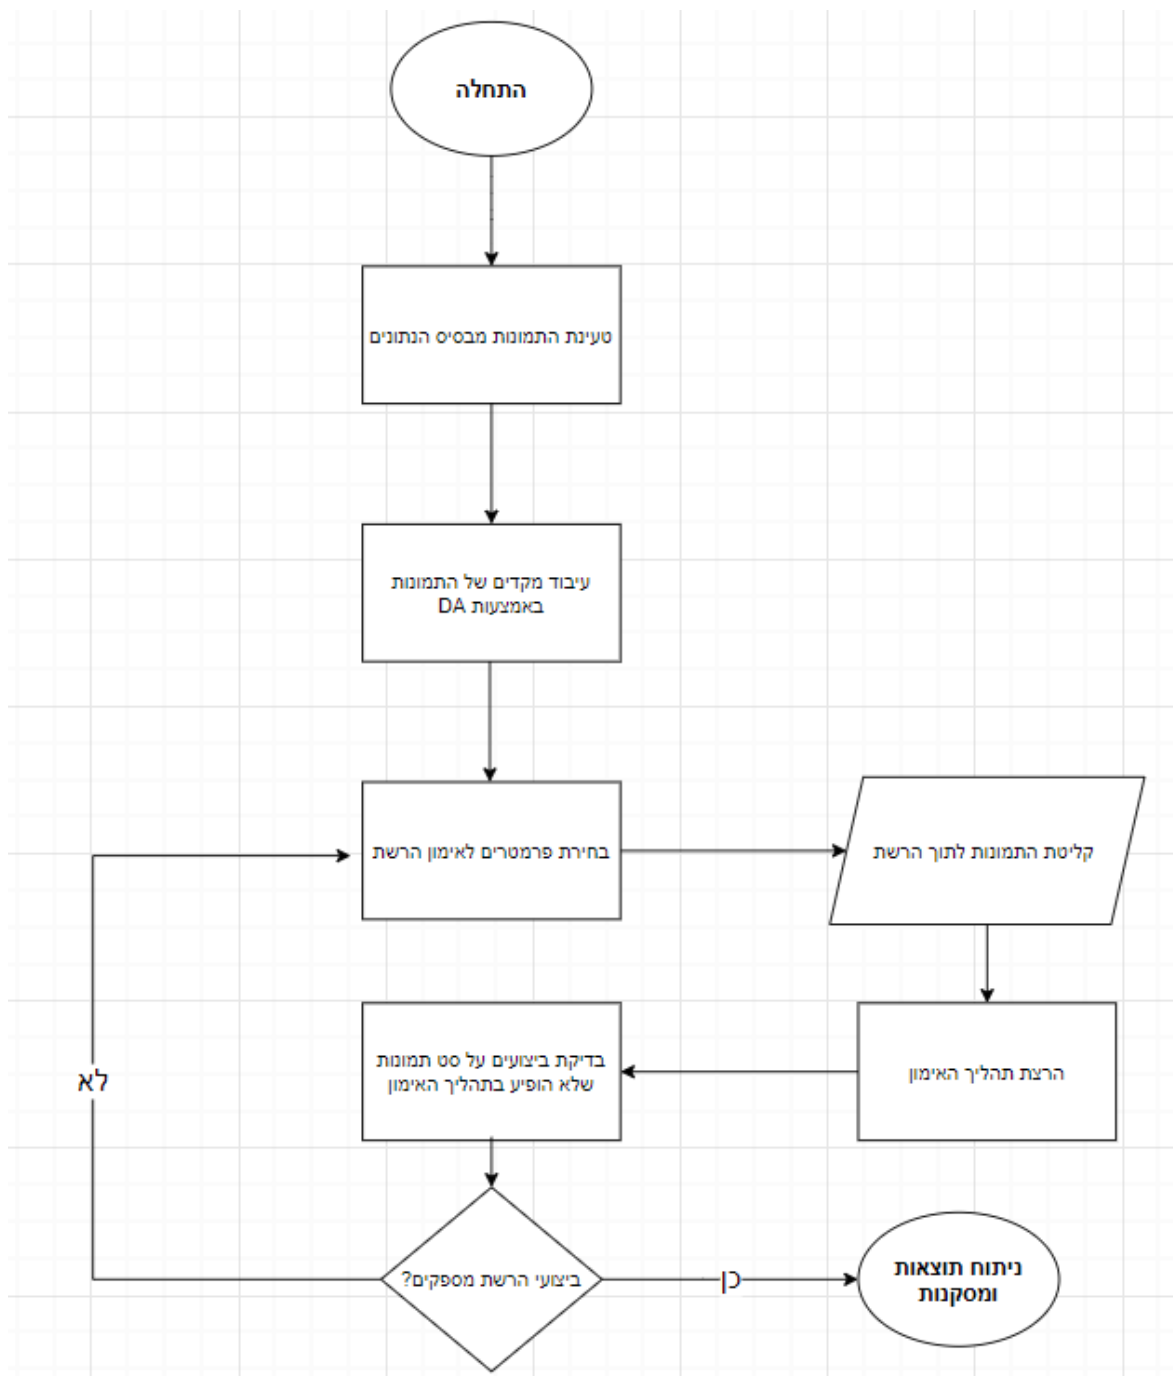 התחלה
טעינת התמונות מבסיס הנתונים
עיבוד מקדים של התמונות
באמצעות DA
בחירת פרמטרים לאימון הרשת
קליטת התמונות לתוך הרשת
הרצת תהליך האימון
בדיקת ביצועים על סט תמונות
שלא הופיע בתהליך האימון
ביצועי הרשת מספקים?
לא
כן
ניתוח תוצאות
ומסקנות